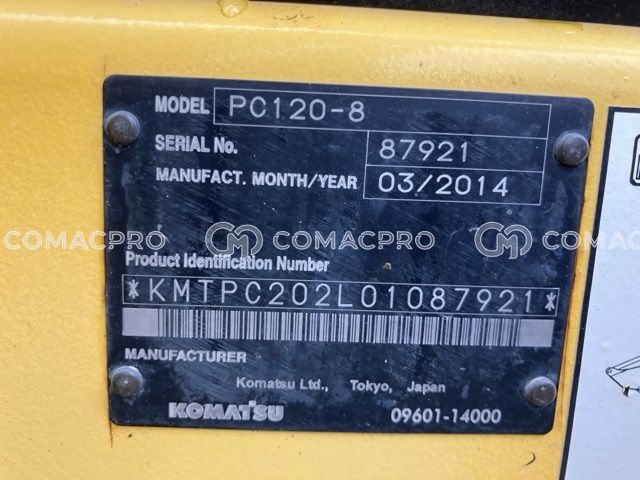 MODEL PC120-8
SERIAL No. 87921
MANUFACT. MONTH/YEAR 03/2014
COMACPRO COMACPRO COMACPRO
Product Identification Number
*KMTPC202L01087921*
MANUFACTURER
Komatsu Ltd., Tokyo, Japan
KOMATSU 09601-14000